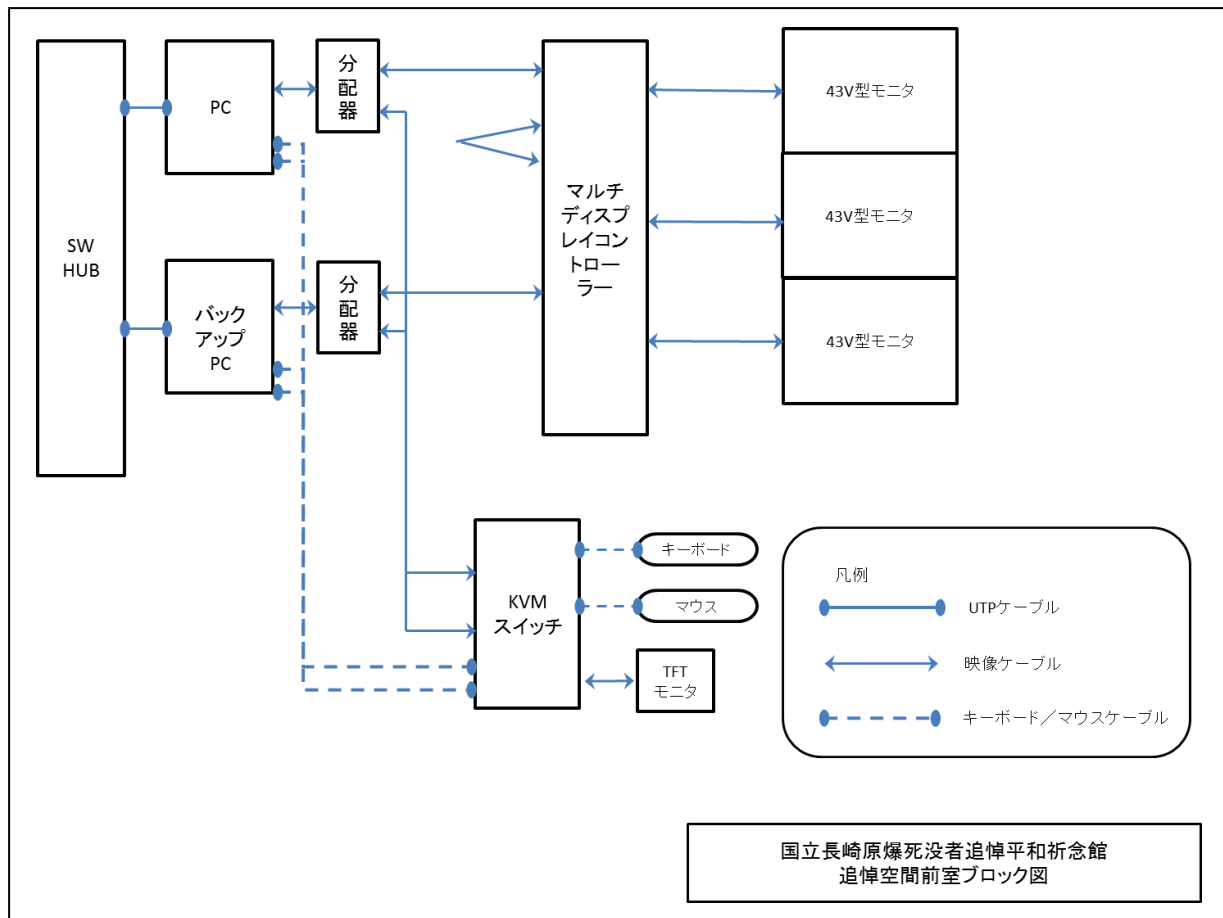 PC
分
配
器
43V型モニタ
43V型モニタ
マルチ
ディスプ
レイコン
トロー
ラー
SW
HUB
バック
アップ
PC
分
配
器
43V型モニタ
KVM
スイッチ
キーボード
マウス
TFT
モニタ
凡例
UTPケーブル
映像ケーブル
キーボード／マウスケーブル
国立長崎原爆死没者追悼平和祈念館
追悼空間前室ブロック図